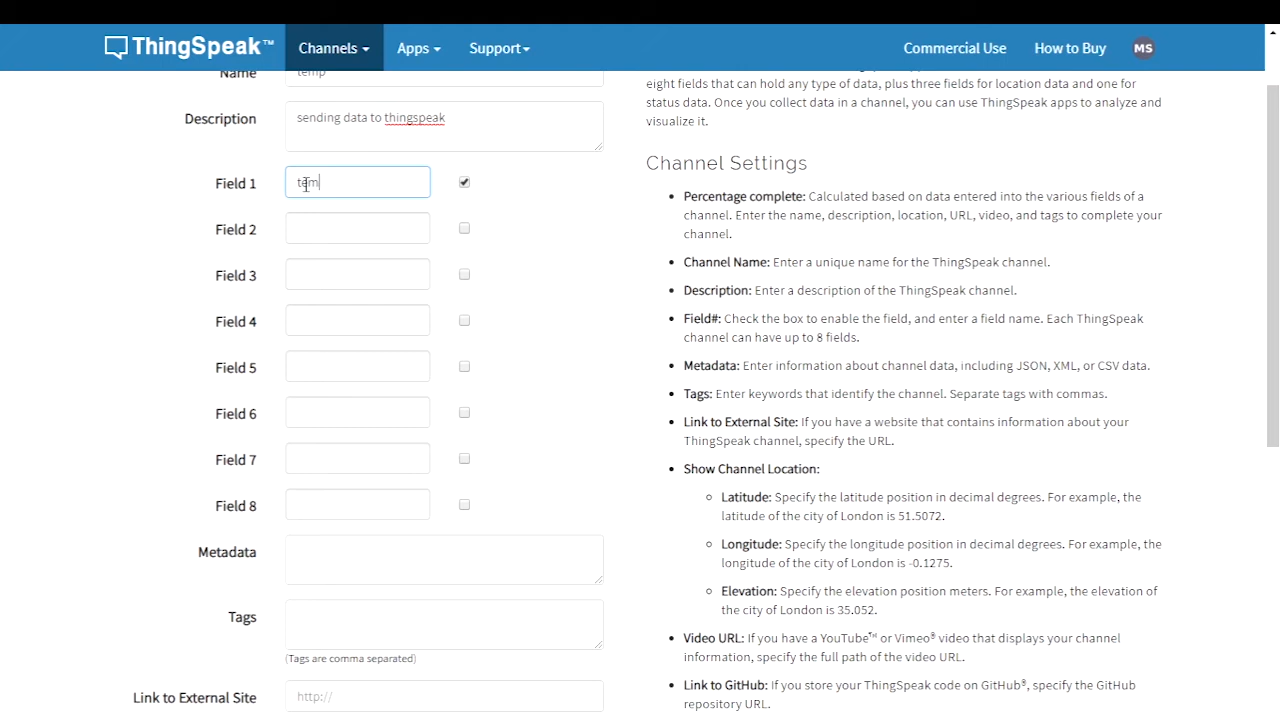 ThingSpeak™ Channels Apps Support Commercial Use How to Buy MS
Name temp
Description sending data to thingspeak
Field 1 tem
Field 2
Field 3
Field 4
Field 5
Field 6
Field 7
Field 8
Metadata
Tags
(Tags are comma separated)
Link to External Site http://
eight fields that can hold any type of data, plus three fields for location data and one for
status data. Once you collect data in a channel, you can use ThingSpeak apps to analyze and
visualize it.
Channel Settings
• Percentage complete: Calculated based on data entered into the various fields of a
channel. Enter the name, description, location, URL, video, and tags to complete your
channel.
• Channel Name: Enter a unique name for the ThingSpeak channel.
• Description: Enter a description of the ThingSpeak channel.
• Field#: Check the box to enable the field, and enter a field name. Each ThingSpeak
channel can have up to 8 fields.
• Metadata: Enter information about channel data, including JSON, XML, or CSV data.
• Tags: Enter keywords that identify the channel. Separate tags with commas.
• Link to External Site: If you have a website that contains information about your
ThingSpeak channel, specify the URL.
• Show Channel Location:
○ Latitude: Specify the latitude position in decimal degrees. For example, the
latitude of the city of London is 51.5072.
○ Longitude: Specify the longitude position in decimal degrees. For example, the
longitude of the city of London is -0.1275.
○ Elevation: Specify the elevation position meters. For example, the elevation of
the city of London is 35.052.
• Video URL: If you have a YouTube™ or Vimeo® video that displays your channel
information, specify the full path of the video URL.
• Link to GitHub: If you store your ThingSpeak code on GitHub®, specify the GitHub
repository URL.